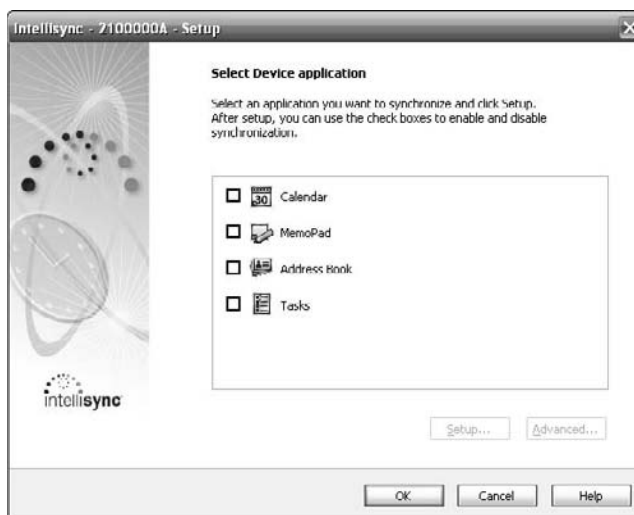 Intellisync - 2100000A - Setup
Select Device application
Select an application you want to synchronize and click Setup.
After setup, you can use the check boxes to enable and disable
synchronization.
30 Calendar
MemoPad
Address Book
Tasks
intellisync
Setup... Advanced...
OK Cancel Help